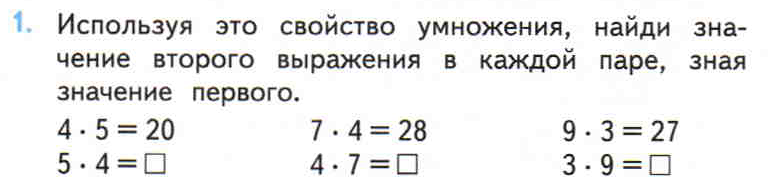 1. Используя это свойство умножения, найди зна-
чение второго выражения в каждой паре, зная
значение первого.
4 · 5 = 20 7 · 4 = 28 9 · 3 = 27
5 · 4 = □ 4 · 7 = □ 3 · 9 = □